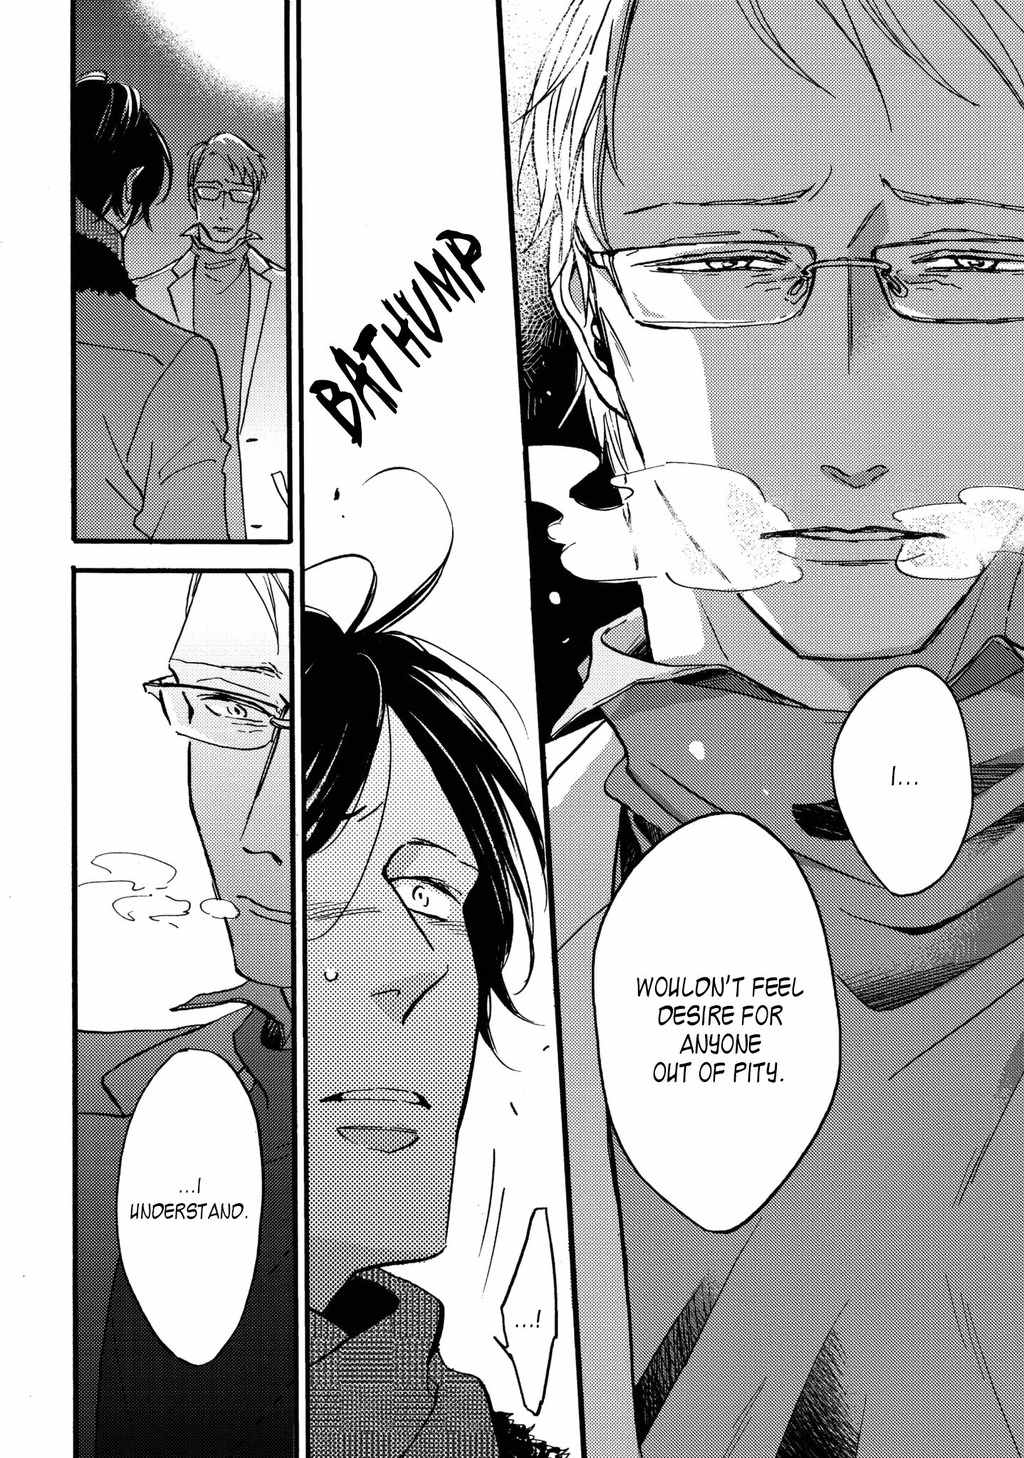 I...
WOULDN'T FEEL
DESIRE FOR
ANYONE
OUT OF PITY.
BATHUMP
...!
...I
UNDERSTAND.